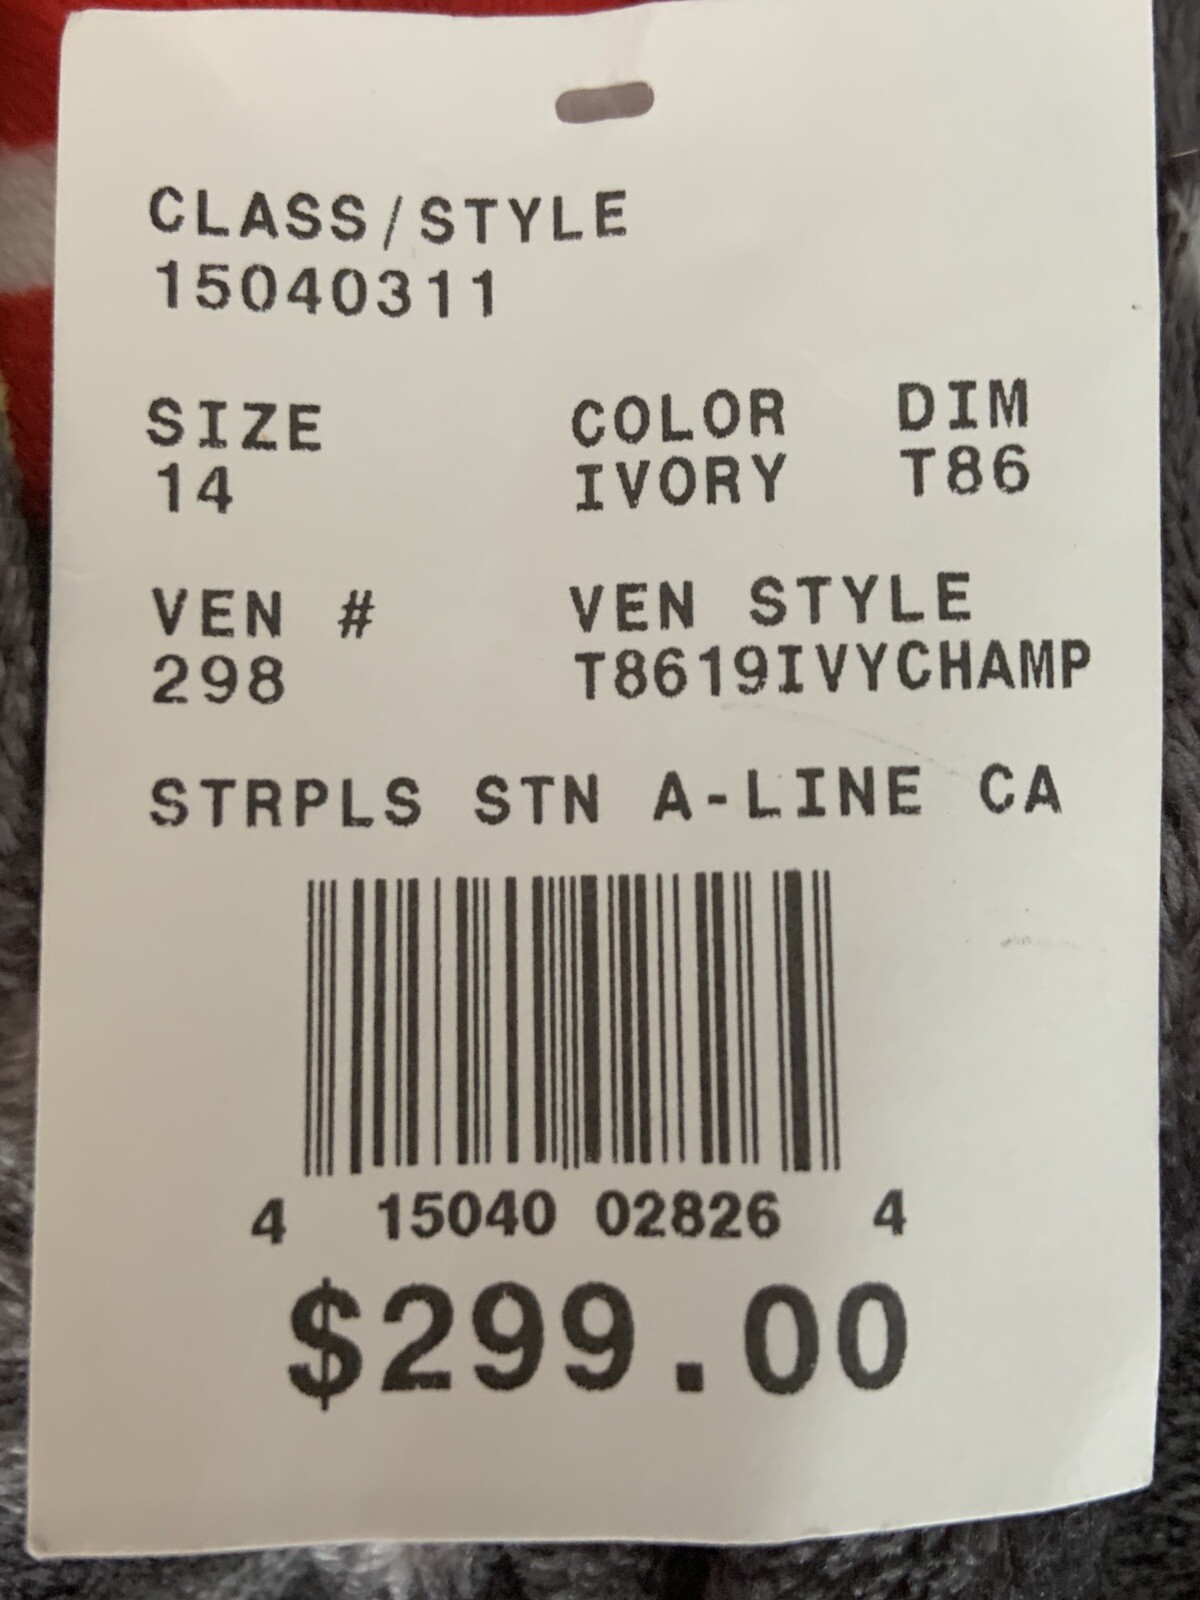 CLASS/STYLE
15040311
SIZE COLOR DIM
14 IVORY T86
VEN # VEN STYLE
298 T8619IVYCHAMP
STRPLS STN A-LINE CA
4 15040 02826 4
$299.00